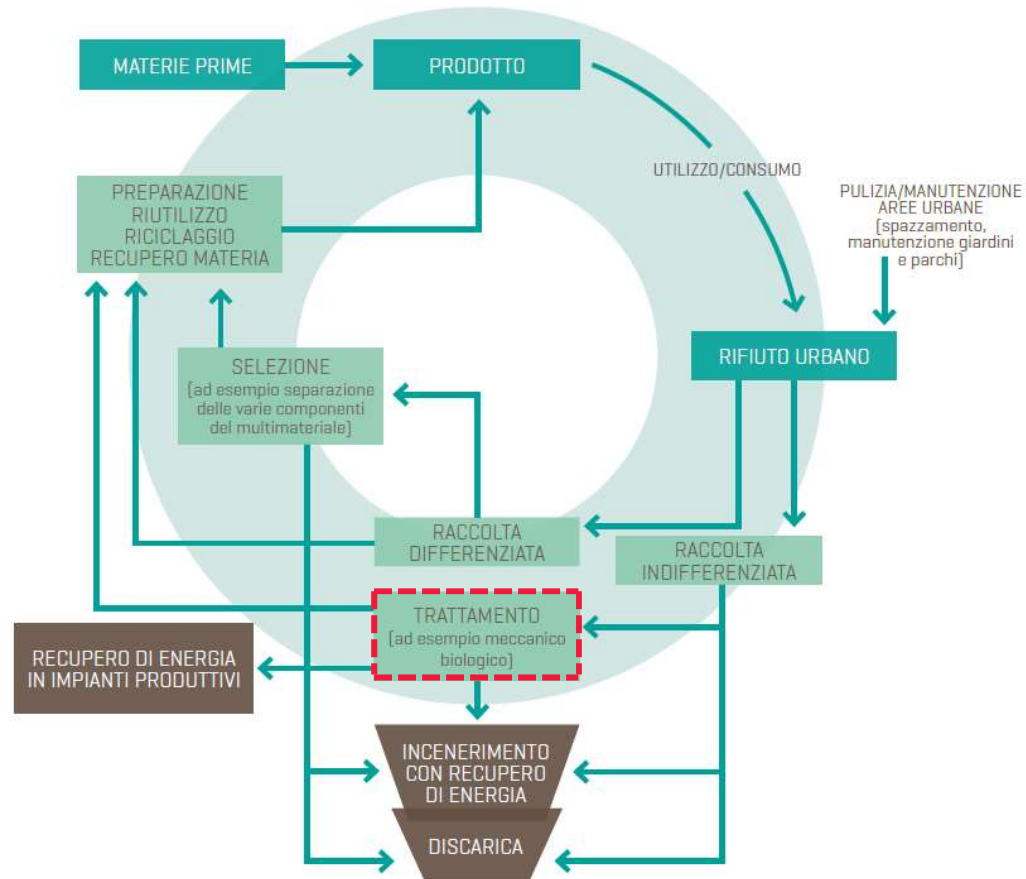 MATERIE PRIME
PRODOTTO
UTILIZZO/CONSUMO
PULIZIA/MANUTENZIONE
AREE URBANE
(spazzamento,
manutenzione giardini
e parchi)
PREPARAZIONE
RIUTILIZZO
RICICLAGGIO
RECUPERO MATERIA
RIFIUTO URBANO
SELEZIONE
(ad esempio separazione
delle varie componenti
del multimateriale)
RACCOLTA
DIFFERENZIATA
RACCOLTA
INDIFFERENZIATA
TRATTAMENTO
(ad esempio meccanico
biologico)
RECUPERO DI ENERGIA
IN IMPIANTI PRODUTTIVI
INCENERIMENTO
CON RECUPERO
DI ENERGIA
DISCARICA